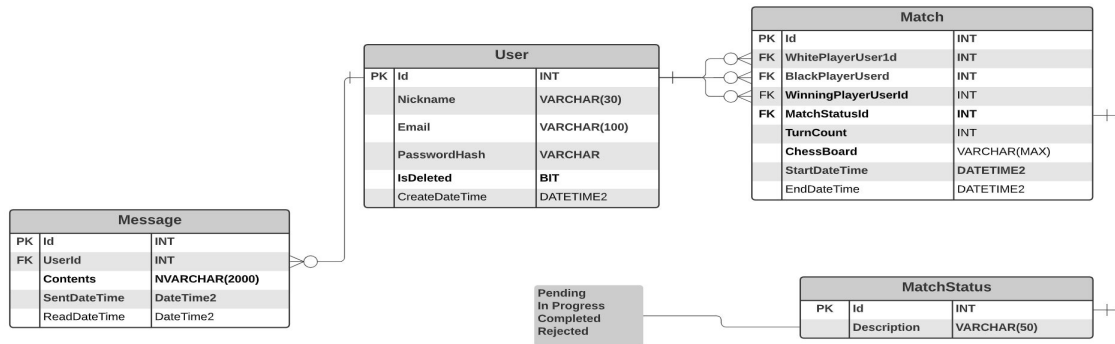 Match
PK Id INT
FK WhitePlayerUser1d INT
FK BlackPlayerUserd INT
FK WinningPlayerUserId INT
FK MatchStatusId INT
TurnCount INT
ChessBoard VARCHAR(MAX)
StartDateTime DATETIME2
EndDateTime DATETIME2
User
PK Id INT
Nickname VARCHAR(30)
Email VARCHAR(100)
PasswordHash VARCHAR
IsDeleted BIT
CreateDateTime DATETIME2
Message
PK Id INT
FK UserId INT
Contents NVARCHAR(2000)
SentDateTime DateTime2
ReadDateTime DateTime2
Pending
In Progress
Completed
Rejected
MatchStatus
PK Id INT
Description VARCHAR(50)